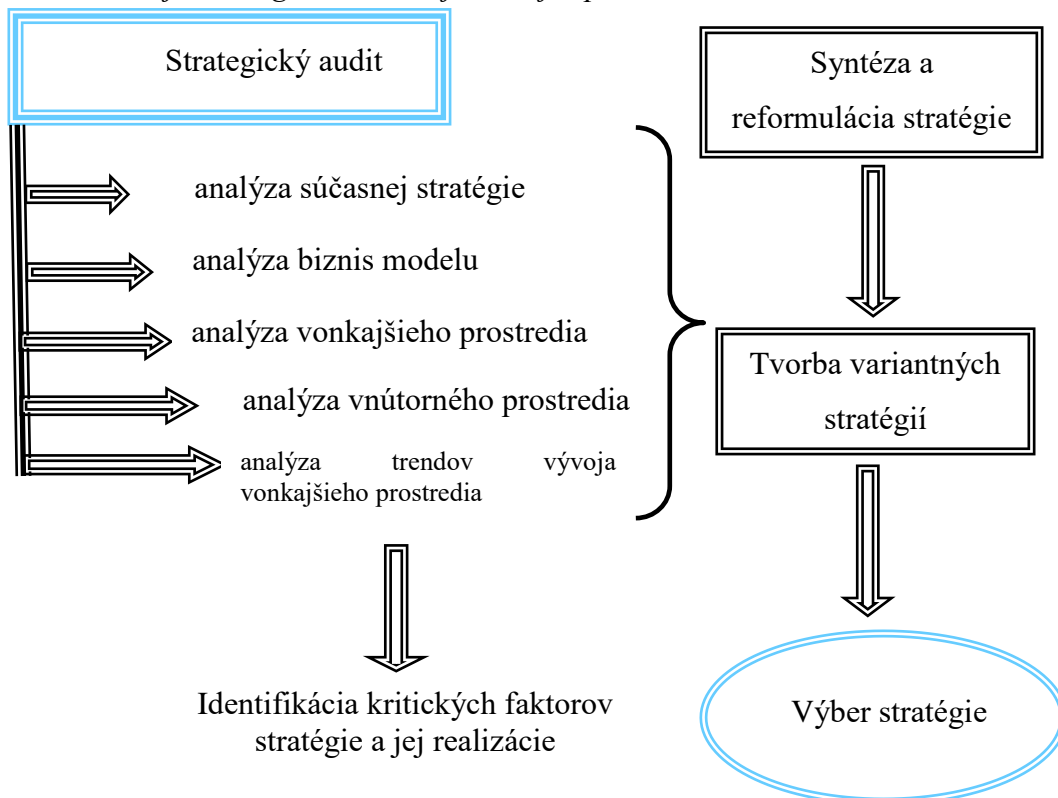 Strategický audit
analýza súčasnej stratégie
analýza biznis modelu
analýza vonkajšieho prostredia
analýza vnútorného prostredia
analýza trendov vývoja
vonkajšieho prostredia
Identifikácia kritických faktorov
stratégie a jej realizácie
Syntéza a
reformulácia stratégie
Tvorba variantných
stratégií
Výber stratégie